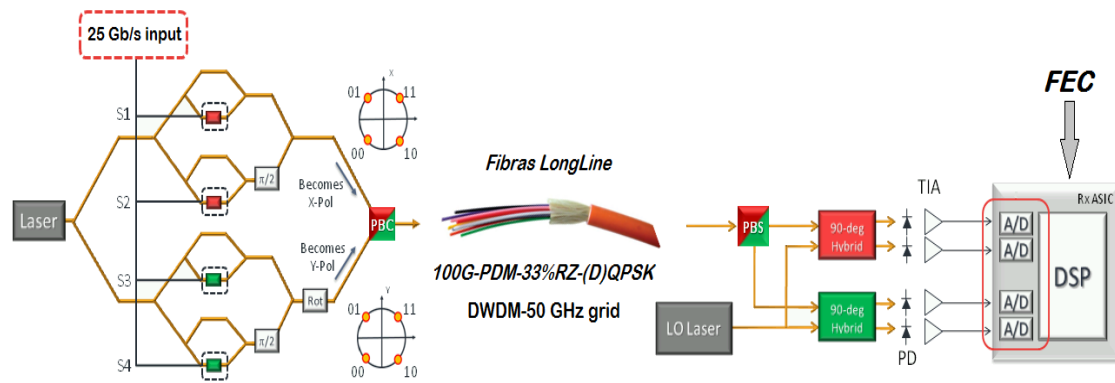 25 Gb/s input
S1
S2
S3
S4
Laser
π/2
π/2
Rot
Becomes
X-Pol
Becomes
Y-Pol
PBC
X
01
11
00
10
Y
01
11
00
10
Fibras LongLine
100G-PDM-33%RZ-(D)QPSK
DWDM-50 GHz grid
PBS
LO Laser
90-deg
Hybrid
90-deg
Hybrid
TIA
PD
FEC
Rx ASIC
A/D
A/D
A/D
A/D
DSP